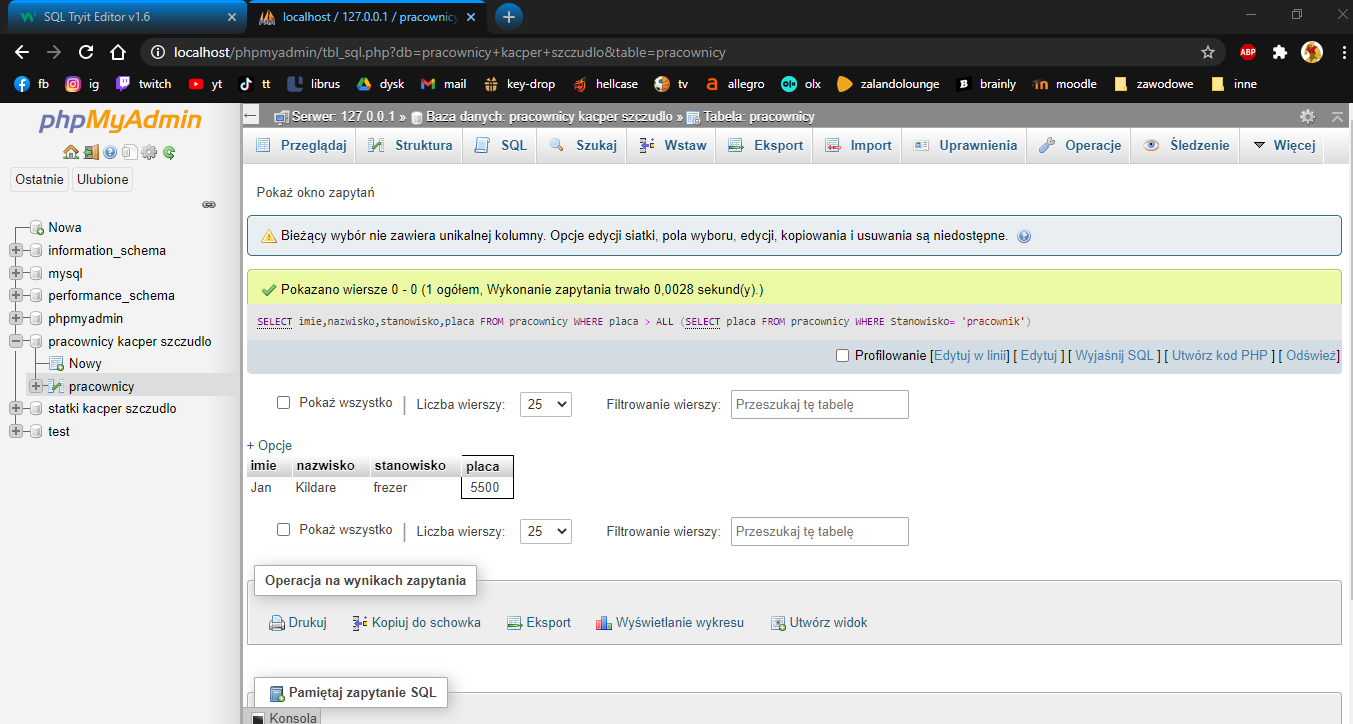 SQL Tryit Editor v1.6
localhost / 127.0.0.1 / pracownicy
localhost/phpmyadmin/tbl_sql.php?db=pracownicy+kacper+szczudlo&table=pracownicy
ABP
fb ig twitch yt tt librus dysk mail key-drop hellcase tv allegro olx zalandolounge brainly moodle zawodowe inne
phpMyAdmin
Ostatnie Ulubione
Nowa
information_schema
mysql
performance_schema
phpmyadmin
pracownicy kacper szczudlo
Nowy
pracownicy
statki kacper szczudlo
test
Serwer: 127.0.0.1 » Baza danych: pracownicy kacper szczudlo » Tabela: pracownicy
Przeglądaj Struktura SQL Szukaj Wstaw Eksport Import Uprawnienia Operacje Śledzenie Więcej
Pokaż okno zapytań
Bieżący wybór nie zawiera unikalnej kolumny. Opcje edycji siatki, pola wyboru, edycji, kopiowania i usuwania są niedostępne.
Pokazano wiersze 0 - 0 (1 ogółem, Wykonanie zapytania trwało 0,0028 sekund(y).)
SELECT imie,nazwisko,stanowisko,placa FROM pracownicy WHERE placa > ALL (SELECT placa FROM pracownicy WHERE Stanowisko= 'pracownik')
Profilowanie [Edytuj w linii] [ Edytuj ] [ Wyjaśnij SQL ] [ Utwórz kod PHP ] [ Odśwież]
Pokaż wszystko | Liczba wierszy: 25 Filtrowanie wierszy: Przeszukaj tę tabelę
+ Opcje
imie nazwisko stanowisko placa
Jan Kildare frezer 5500
Pokaż wszystko | Liczba wierszy: 25 Filtrowanie wierszy: Przeszukaj tę tabelę
Operacja na wynikach zapytania
Drukuj Kopiuj do schowka Eksport Wyświetlanie wykresu Utwórz widok
Pamiętaj zapytanie SQL
Konsola